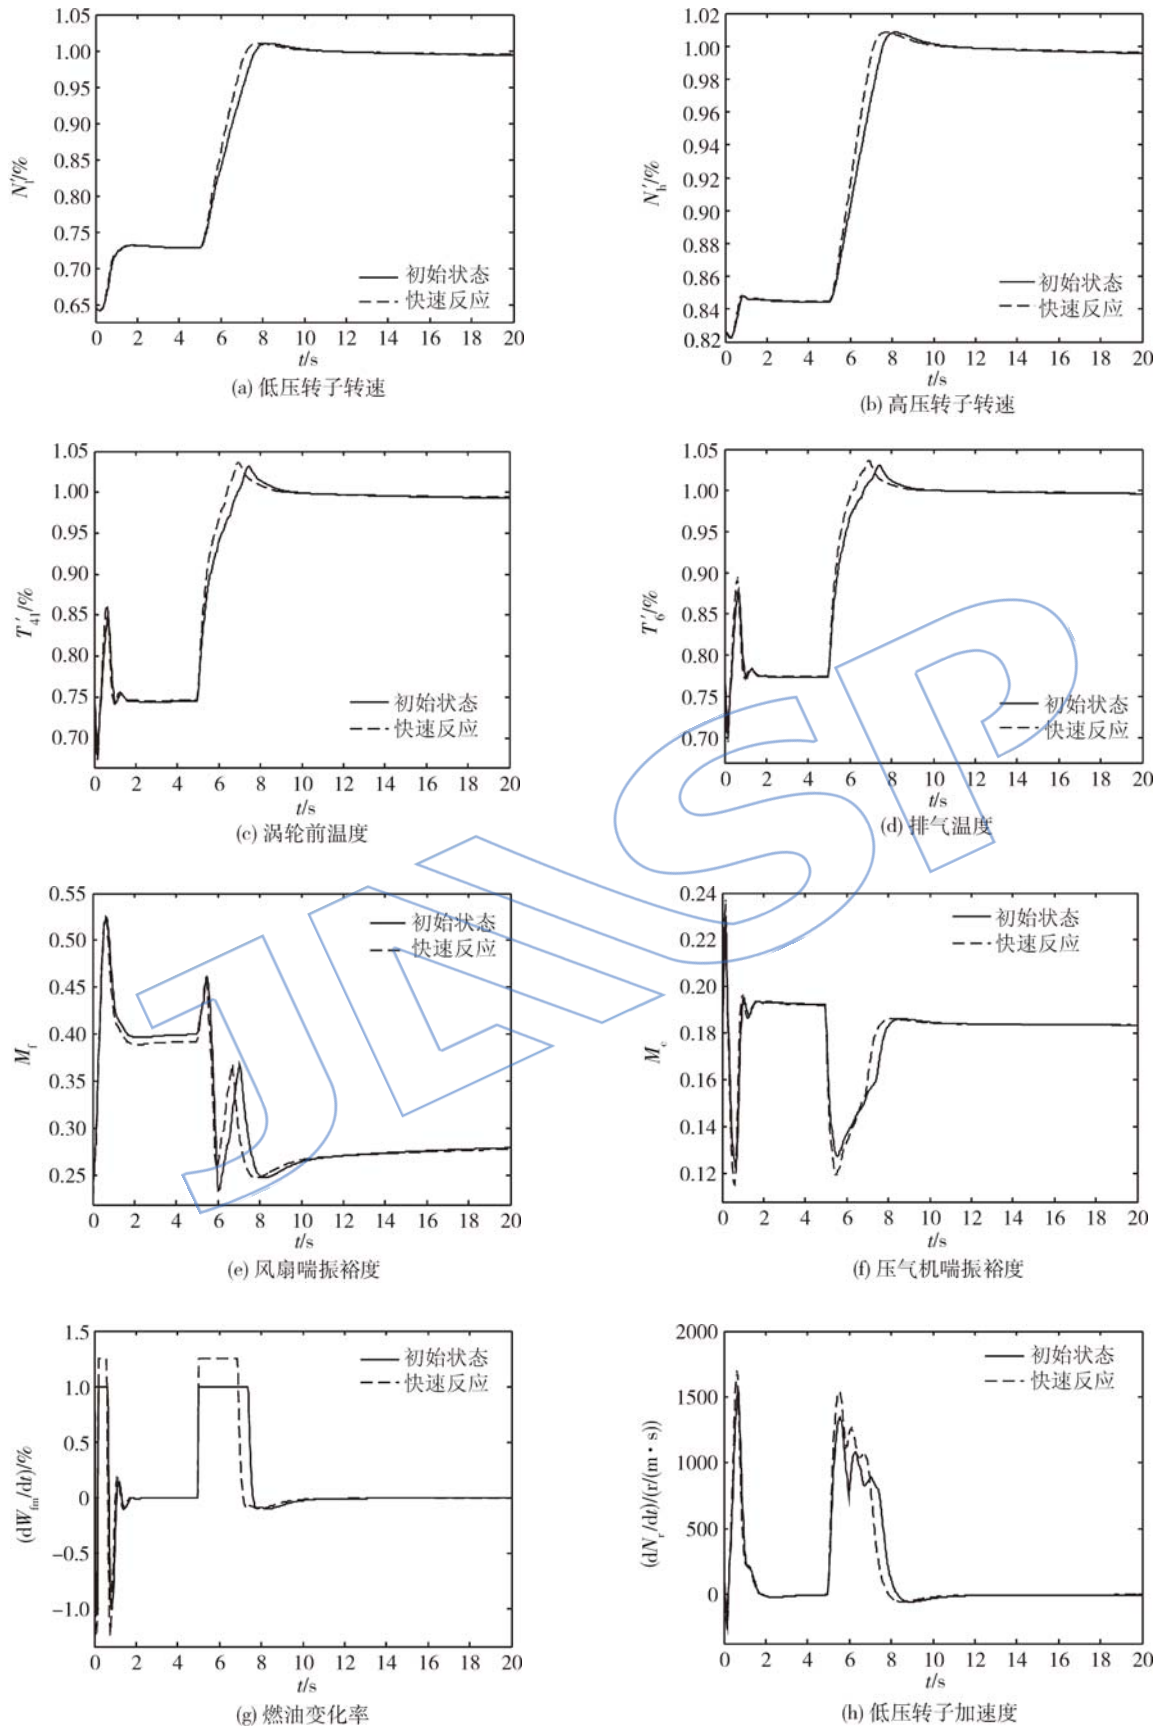 1.05
1.00
0.95
0.90
0.85
0.80
0.75
0.70
0.65
N′l/%
初始状态
快速反应
0 2 4 6 8 10 12 14 16 18 20
t/s
(a) 低压转子转速
1.02
1.00
0.98
0.96
0.94
0.92
0.90
0.88
0.86
0.84
0.82
N′h/%
初始状态
快速反应
0 2 4 6 8 10 12 14 16 18 20
t/s
(b) 高压转子转速
1.05
1.00
0.95
0.90
0.85
0.80
0.75
0.70
T′41/%
初始状态
快速反应
0 2 4 6 8 10 12 14 16 18 20
t/s
(c) 涡轮前温度
1.05
1.00
0.95
0.90
0.85
0.80
0.75
0.70
T′6/%
初始状态
快速反应
0 2 4 6 8 10 12 14 16 18 20
t/s
(d) 排气温度
JASP
0.55
0.50
0.45
0.40
0.35
0.30
0.25
Mf
初始状态
快速反应
0 2 4 6 8 10 12 14 16 18 20
t/s
(e) 风扇喘振裕度
0.24
0.22
0.20
0.18
0.16
0.14
0.12
Mc
初始状态
快速反应
0 2 4 6 8 10 12 14 16 18 20
t/s
(f) 压气机喘振裕度
1.5
1.0
0.5
0
−0.5
−1.0
(dWfm/dt)/%
初始状态
快速反应
0 2 4 6 8 10 12 14 16 18 20
t/s
(g) 燃油变化率
2000
1500
1000
500
0
(dNr/dt)/(r/(m·s))
初始状态
快速反应
0 2 4 6 8 10 12 14 16 18 20
t/s
(h) 低压转子加速度